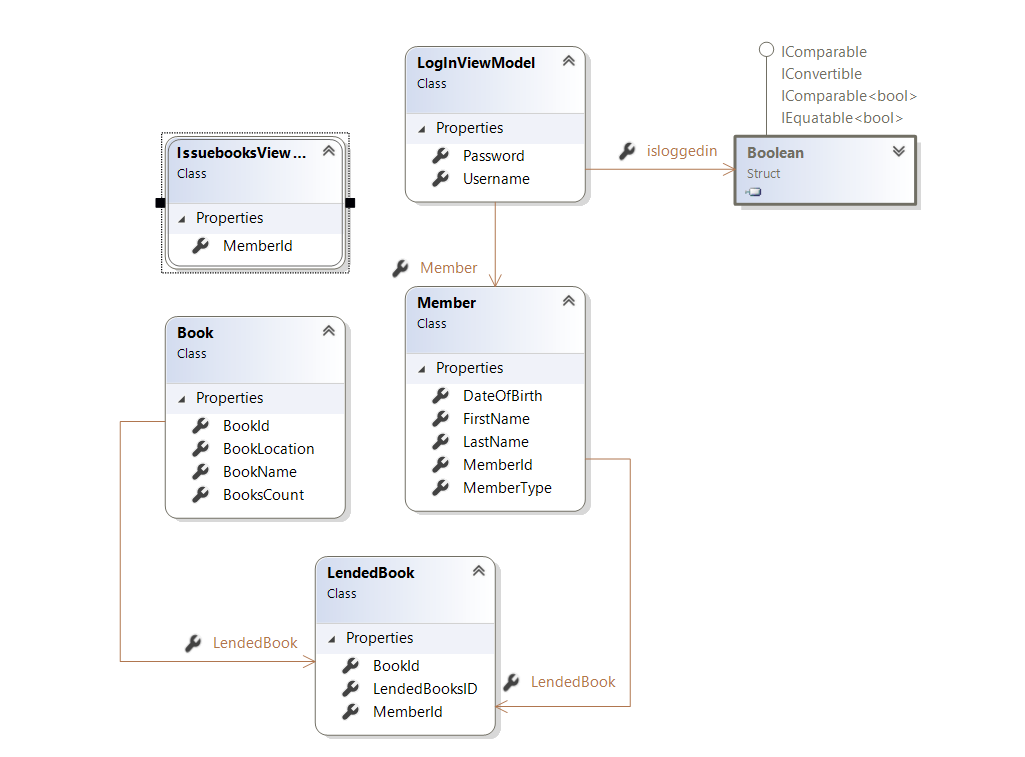 LogInViewModel
Class
Properties
Password
Username
IComparable
IConvertible
IComparable<bool>
IEquatable<bool>
isloggedin
Boolean
Struct
IssuebooksView...
Class
Properties
MemberId
Member
Member
Class
Properties
DateOfBirth
FirstName
LastName
MemberId
MemberType
Book
Class
Properties
BookId
BookLocation
BookName
BooksCount
LendedBook
LendedBook
Class
Properties
BookId
LendedBooksID
MemberId
LendedBook